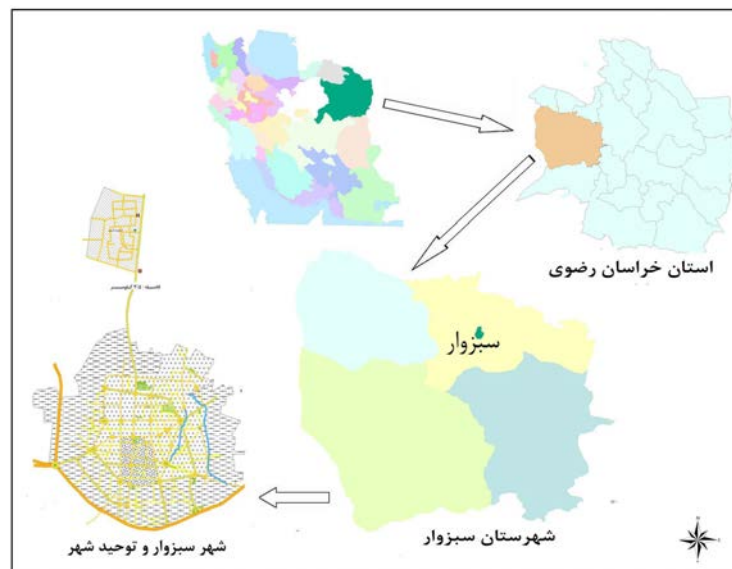 استان خراسان رضوی
سبزوار
شهرستان سبزوار
شهر سبزوار و توحید شهر